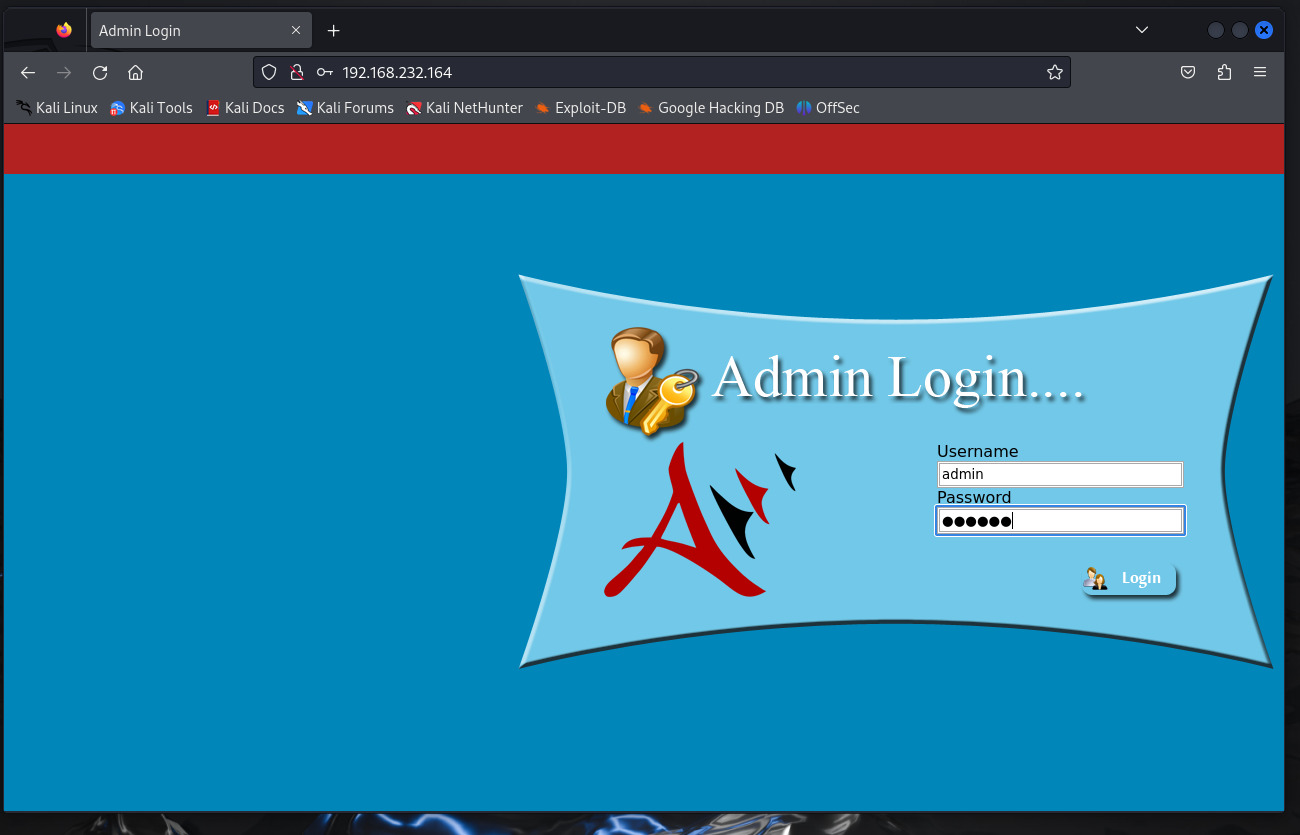 Admin Login
192.168.232.164
Kali Linux Kali Tools Kali Docs Kali Forums Kali NetHunter Exploit-DB Google Hacking DB OffSec
Admin Login....
Username
admin
Password
●●●●●●
Login